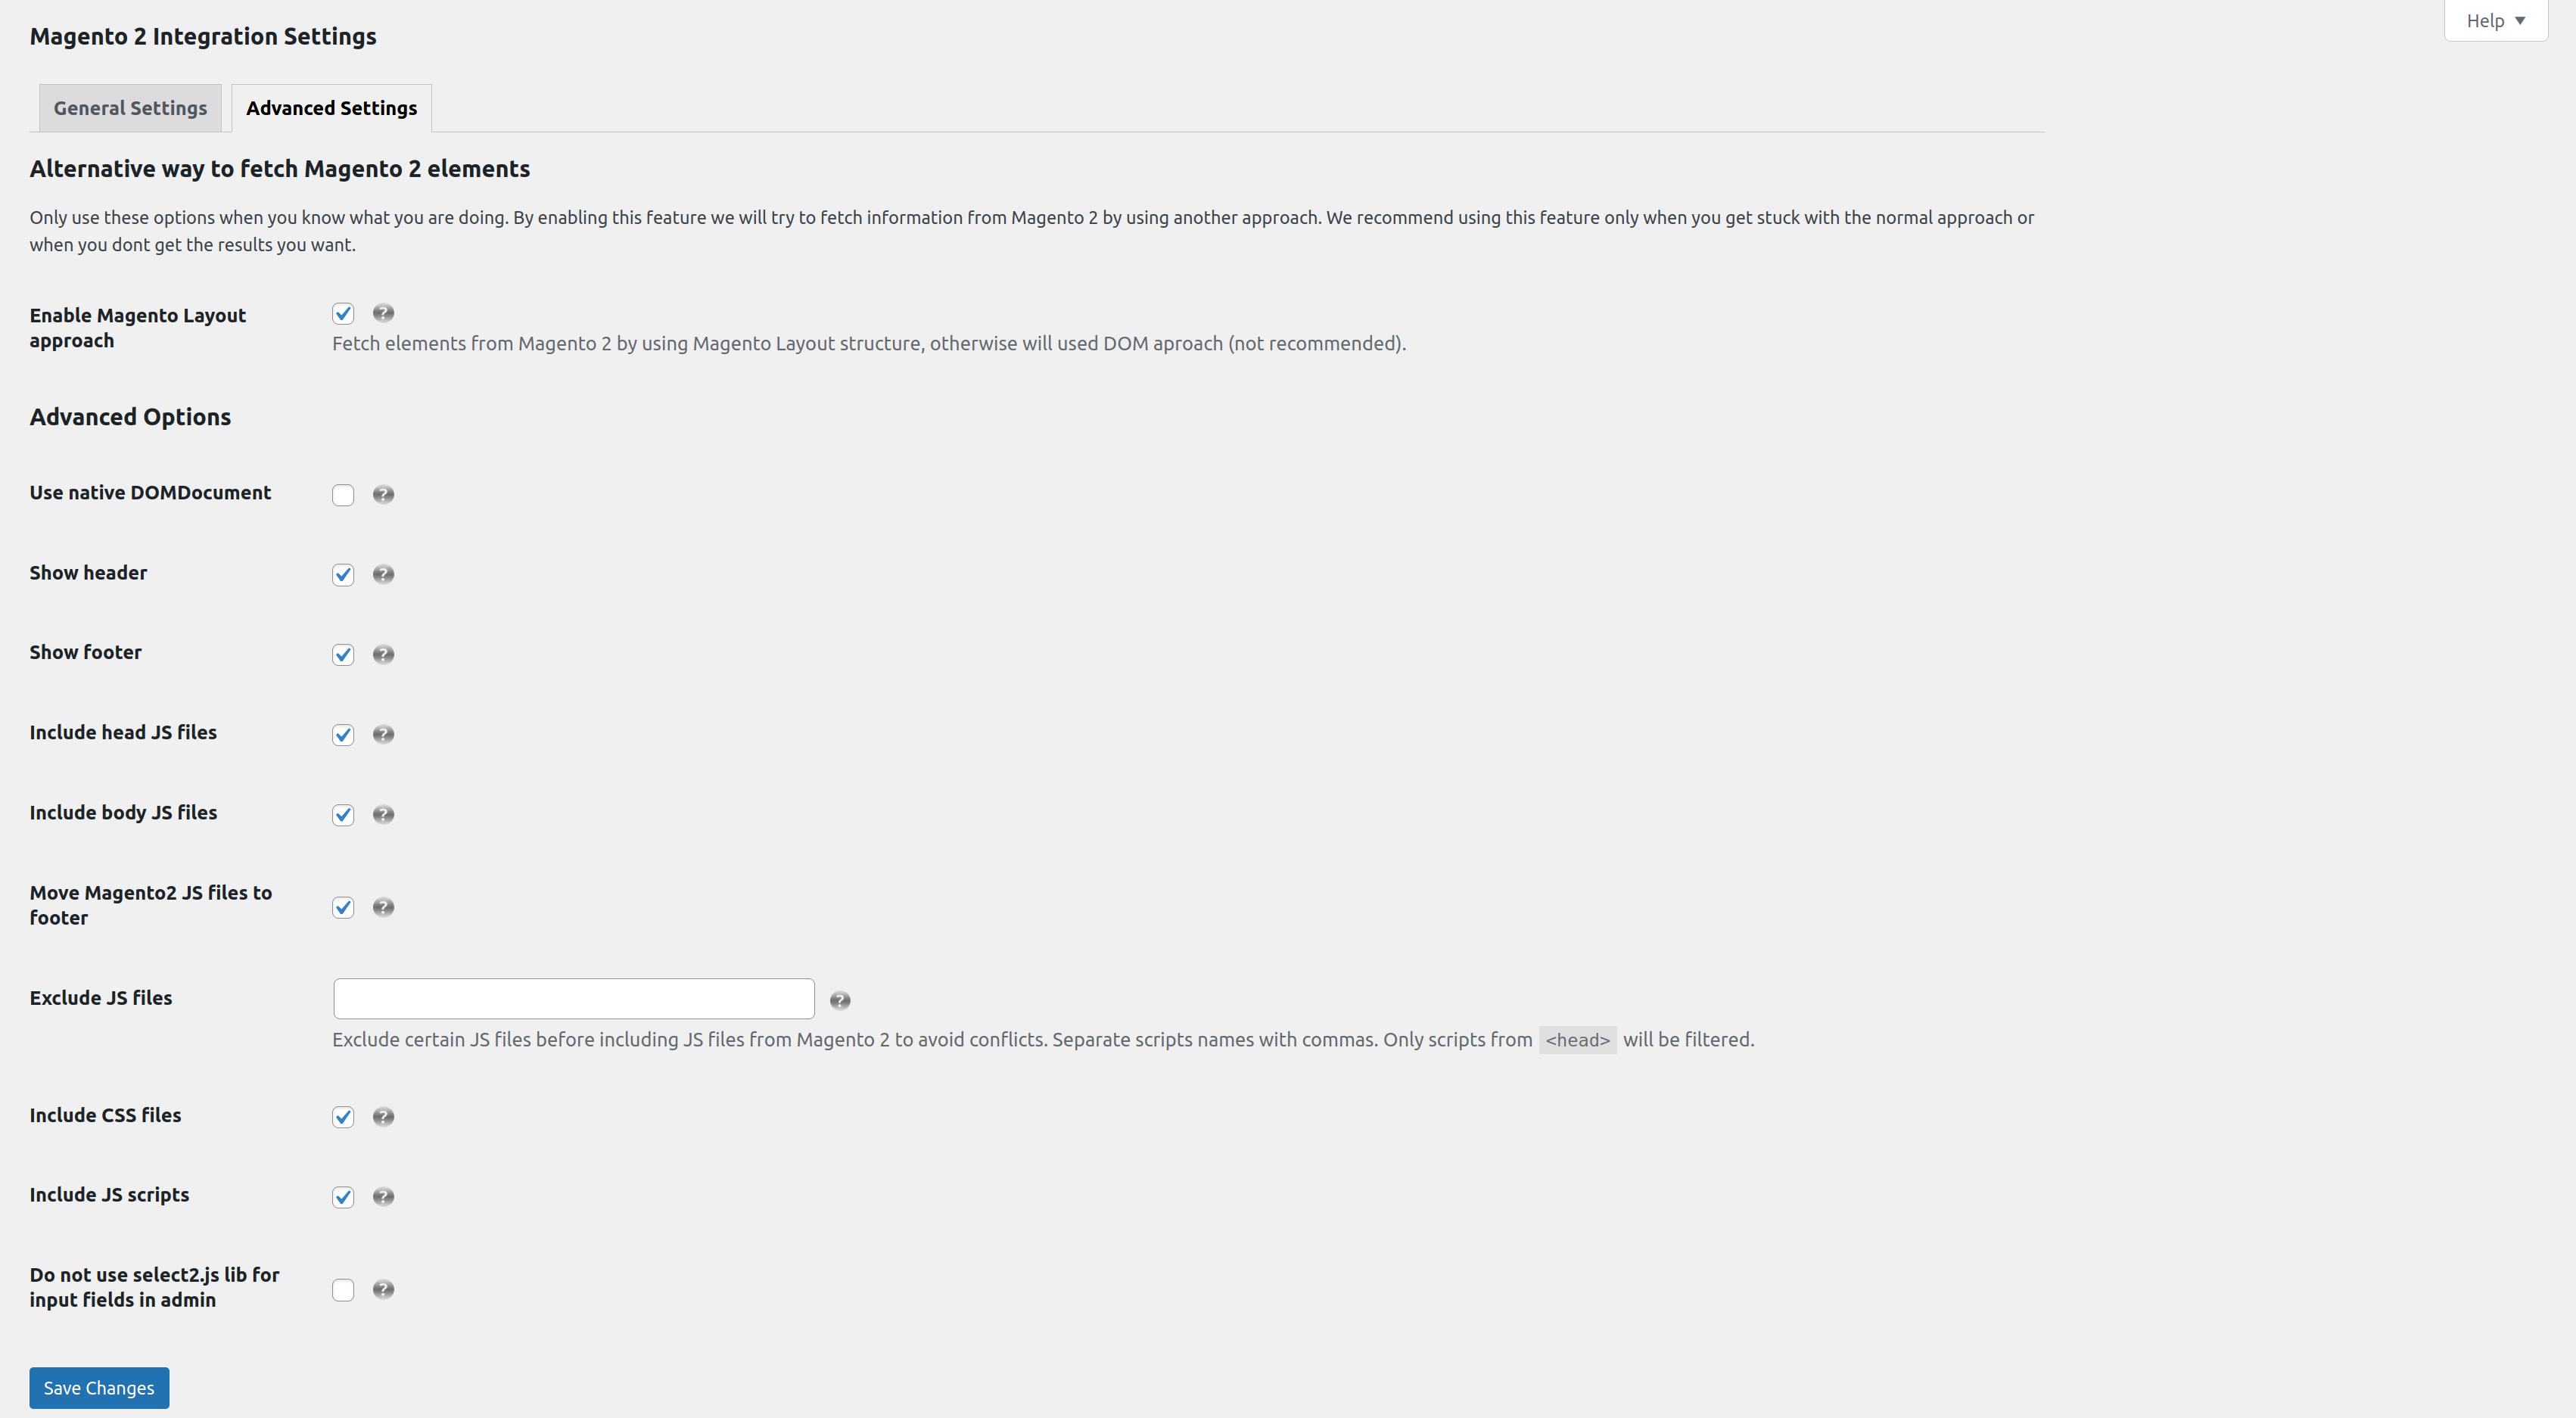 Magento 2 Integration Settings
Help ▼
General Settings
Advanced Settings
Alternative way to fetch Magento 2 elements
Only use these options when you know what you are doing. By enabling this feature we will try to fetch information from Magento 2 by using another approach. We recommend using this feature only when you get stuck with the normal approach or
when you dont get the results you want.
Enable Magento Layout
approach
?
Fetch elements from Magento 2 by using Magento Layout structure, otherwise will used DOM aproach (not recommended).
Advanced Options
Use native DOMDocument
?
Show header
?
Show footer
?
Include head JS files
?
Include body JS files
?
Move Magento2 JS files to
footer
?
Exclude JS files
?
Exclude certain JS files before including JS files from Magento 2 to avoid conflicts. Separate scripts names with commas. Only scripts from <head> will be filtered.
Include CSS files
?
Include JS scripts
?
Do not use select2.js lib for
input fields in admin
?
Save Changes